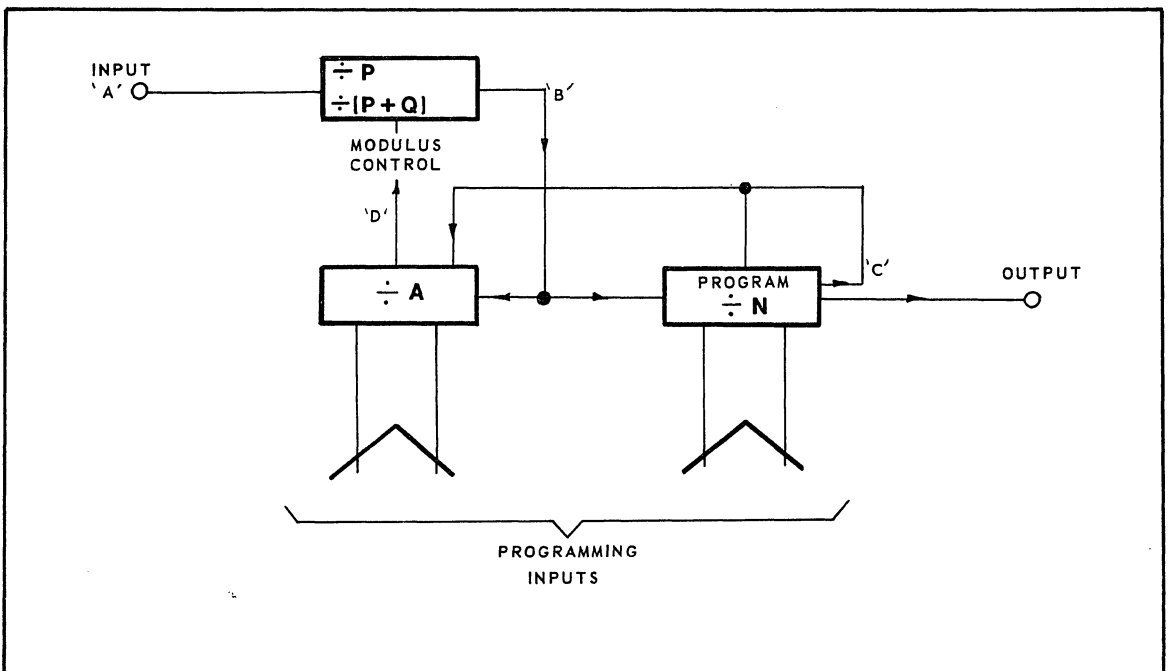 INPUT
'A'
÷ P
÷(P + Q)
'B'
MODULUS
CONTROL
'D'
'C'
÷ A
PROGRAM
÷ N
OUTPUT
PROGRAMMING
INPUTS